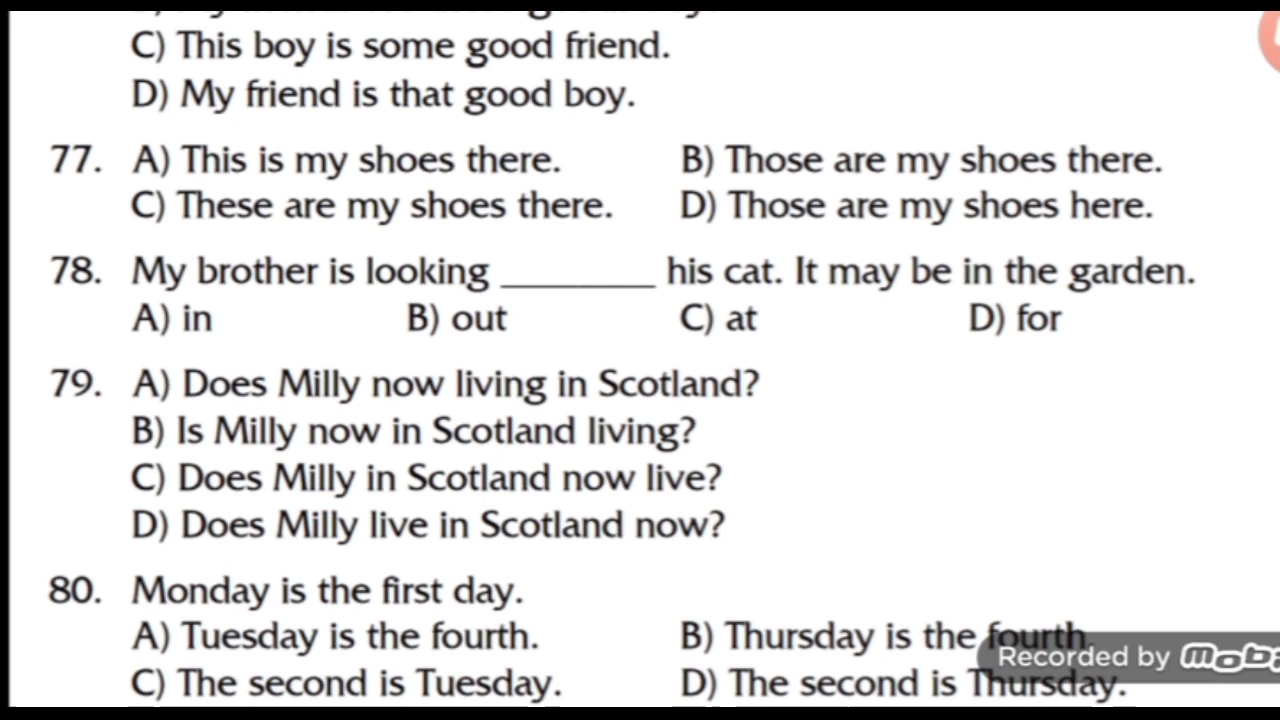 C) This boy is some good friend.
D) My friend is that good boy.
77. A) This is my shoes there. B) Those are my shoes there.
C) These are my shoes there. D) Those are my shoes here.
78. My brother is looking ________ his cat. It may be in the garden.
A) in B) out C) at D) for
79. A) Does Milly now living in Scotland?
B) Is Milly now in Scotland living?
C) Does Milly in Scotland now live?
D) Does Milly live in Scotland now?
80. Monday is the first day.
A) Tuesday is the fourth. B) Thursday is the fourth.
Recorded by
C) The second is Tuesday. D) The second is Thursday.